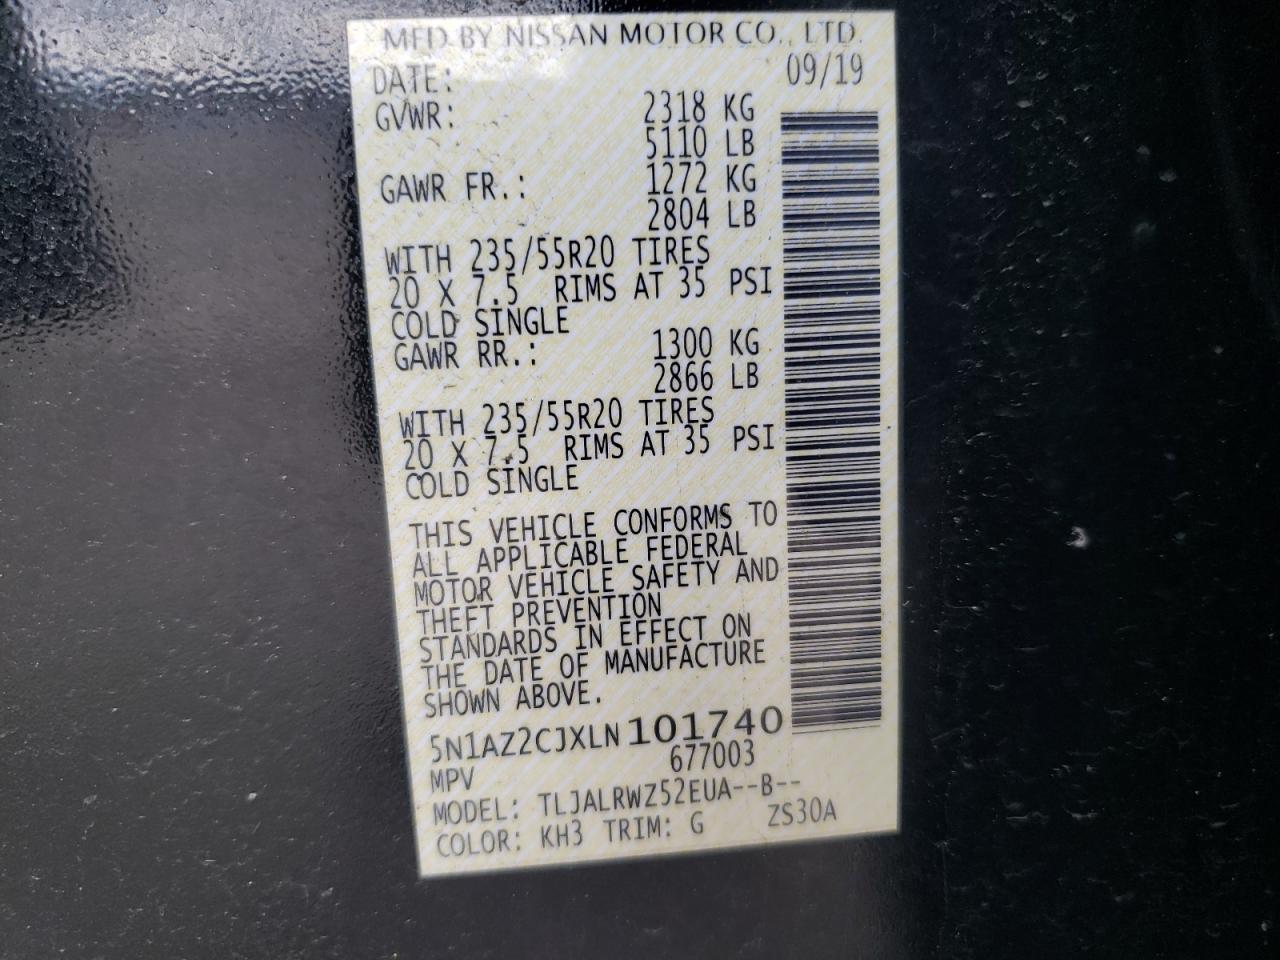 MFD BY NISSAN MOTOR CO., LTD.
DATE: 09/19
GVWR: 2318 KG
5110 LB
GAWR FR.: 1272 KG
2804 LB
WITH 235/55R20 TIRES
20 X 7.5 RIMS AT 35 PSI
COLD SINGLE
GAWR RR.: 1300 KG
2866 LB
WITH 235/55R20 TIRES
20 X 7.5 RIMS AT 35 PSI
COLD SINGLE
THIS VEHICLE CONFORMS TO
ALL APPLICABLE FEDERAL
MOTOR VEHICLE SAFETY AND
THEFT PREVENTION
STANDARDS IN EFFECT ON
THE DATE OF MANUFACTURE
SHOWN ABOVE.
5N1AZ2CJXLN101740
677003
MPV
MODEL: TLJALRWZ52EUA--B--
COLOR: KH3 TRIM: G ZS30A